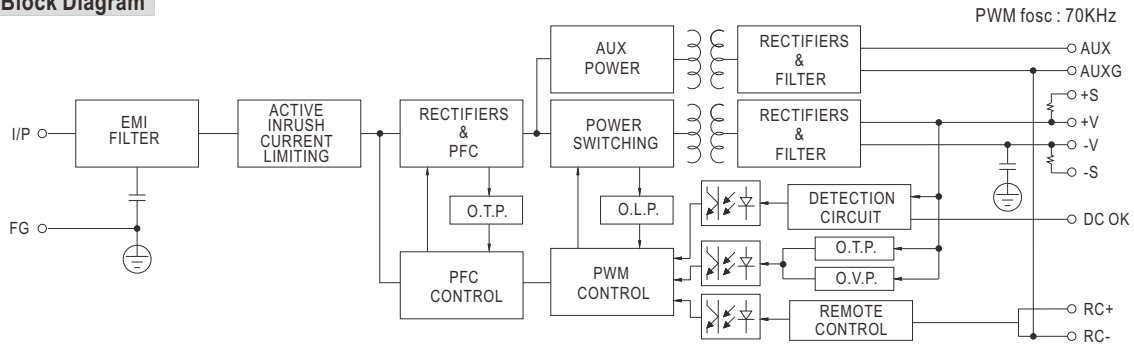 Block Diagram
PWM fosc : 70KHz
I/P
FG
EMI
FILTER
ACTIVE
INRUSH
CURRENT
LIMITING
RECTIFIERS
&
PFC
O.T.P.
PFC
CONTROL
AUX
POWER
POWER
SWITCHING
O.L.P.
PWM
CONTROL
RECTIFIERS
&
FILTER
RECTIFIERS
&
FILTER
DETECTION
CIRCUIT
O.T.P.
O.V.P.
REMOTE
CONTROL
AUX
AUXG
+S
+V
-V
-S
DC OK
RC+
RC-